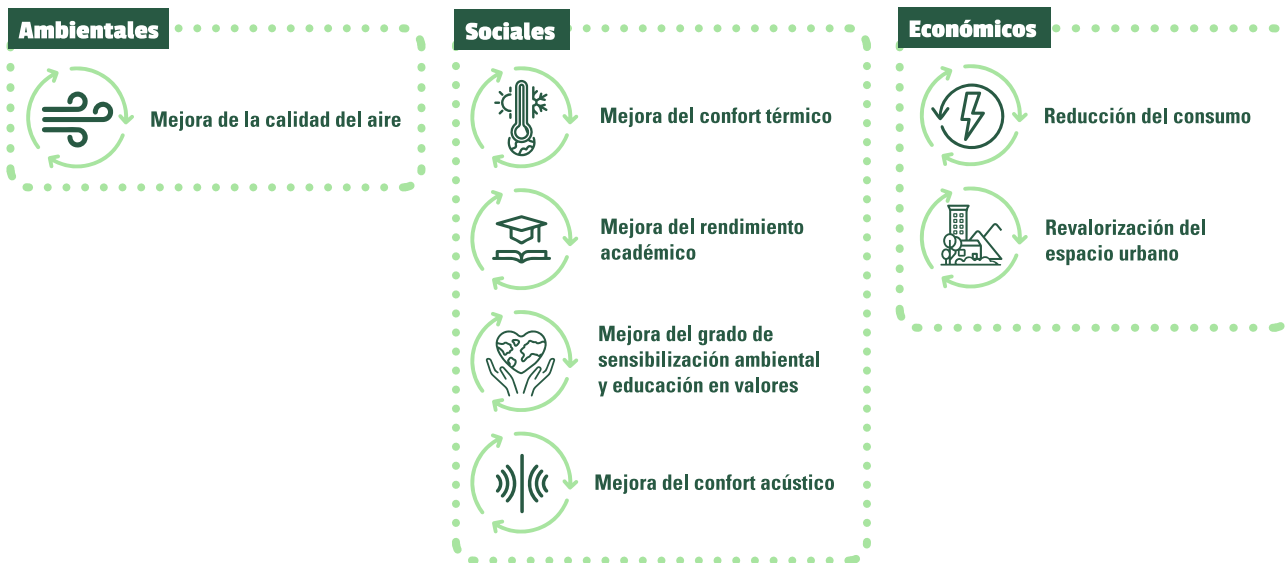 Ambientales
Mejora de la calidad del aire
Sociales
Mejora del confort térmico
Mejora del rendimiento
académico
Mejora del grado de
sensibilización ambiental
y educación en valores
Mejora del confort acústico
Económicos
Reducción del consumo
Revalorización del
espacio urbano